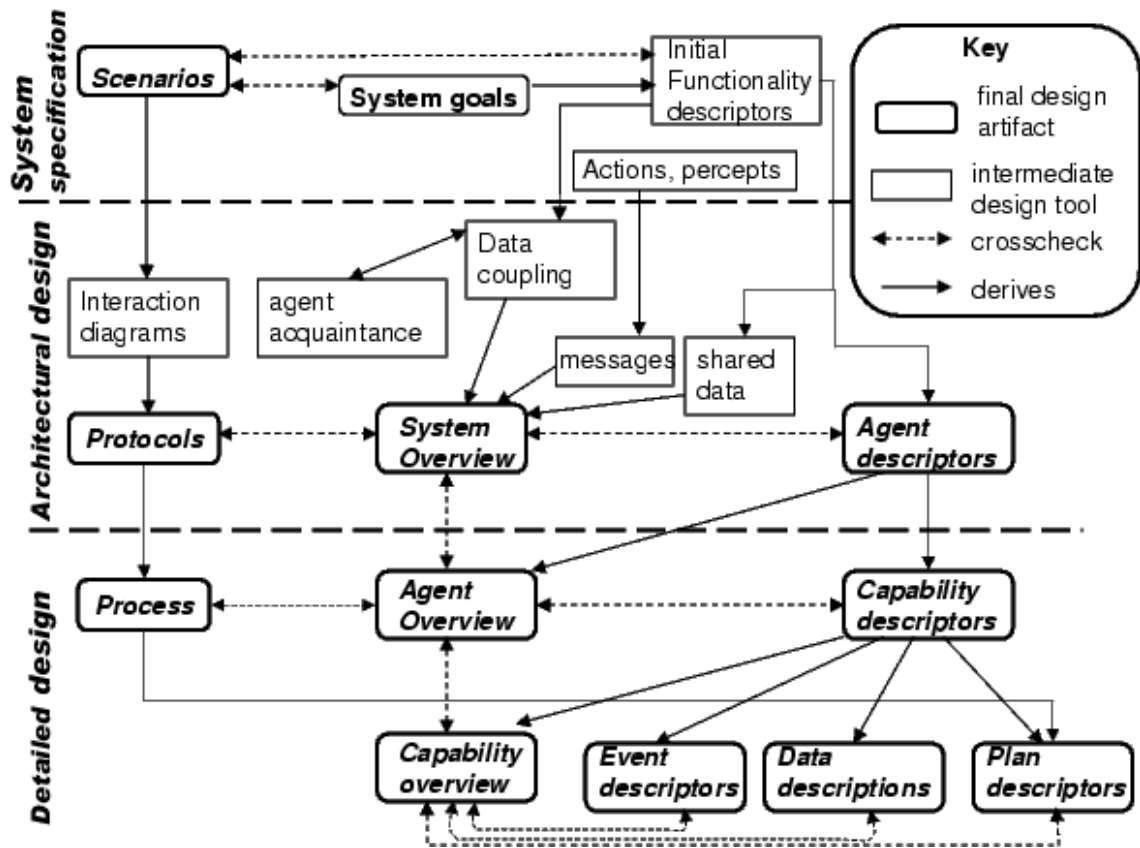 System
specification
Scenarios
System goals
Initial
Functionality
descriptors
Actions, percepts
Key
final design
artifact
intermediate
design tool
crosscheck
derives
Architectural design
Interaction
diagrams
agent
acquaintance
Data
coupling
messages
shared
data
Protocols
System
Overview
Agent
descriptors
Detailed design
Process
Agent
Overview
Capability
descriptors
Capability
overview
Event
descriptors
Data
descriptions
Plan
descriptors